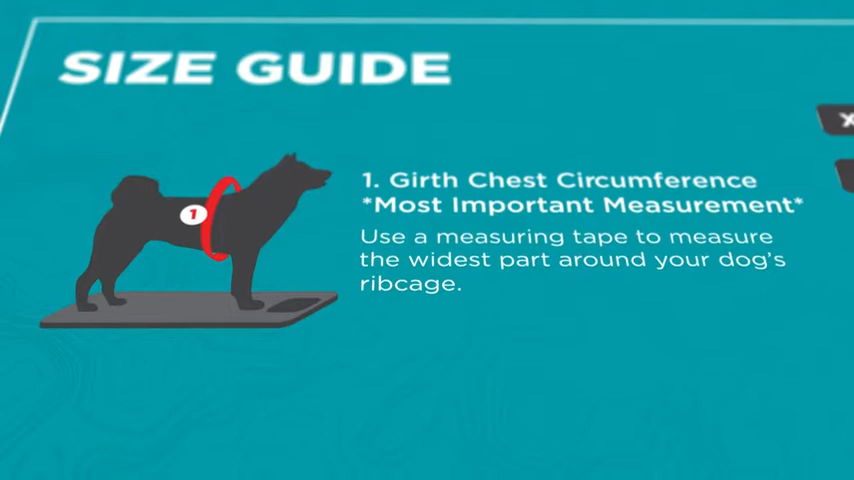 SIZE GUIDE
1
1. Girth Chest Circumference
*Most Important Measurement*
Use a measuring tape to measure
the widest part around your dog's
ribcage.
X